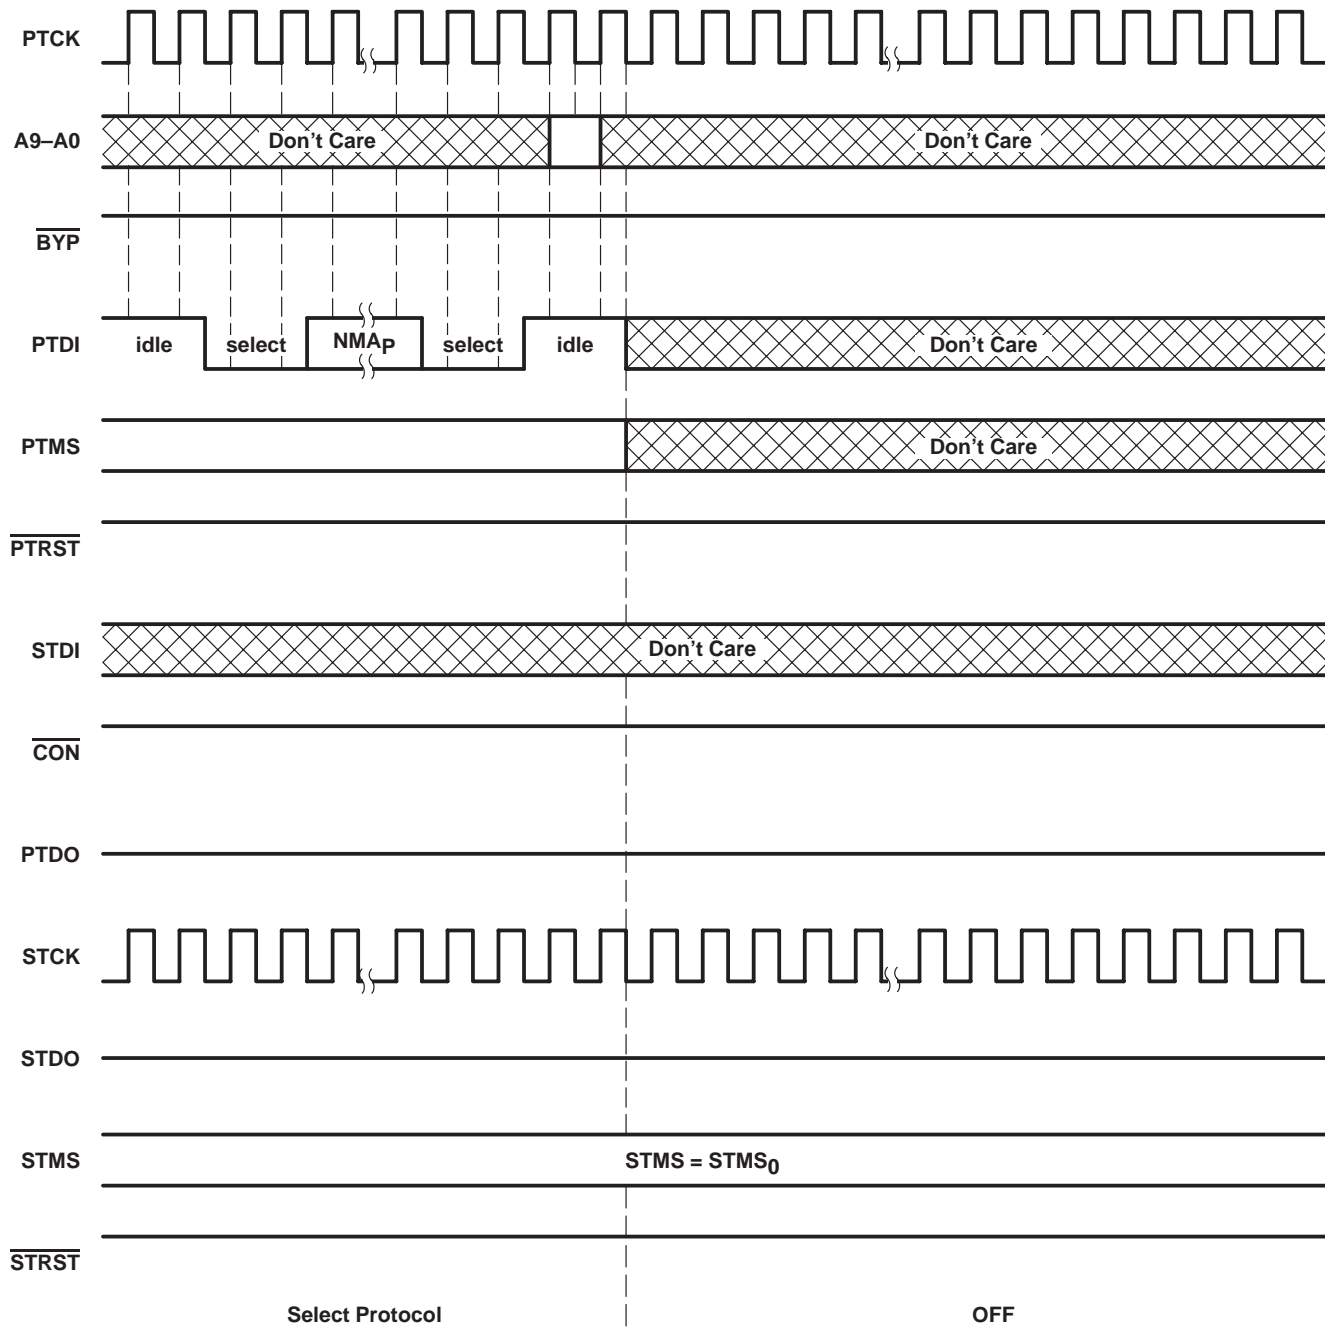 PTCK
A9–A0 Don't Care Don't Care
BYP
PTDI idle select NMAP select idle Don't Care
PTMS Don't Care
PTRST
STDI Don't Care
CON
PTDO
STCK
STDO
STMS STMS = STMS0
STRST
Select Protocol OFF